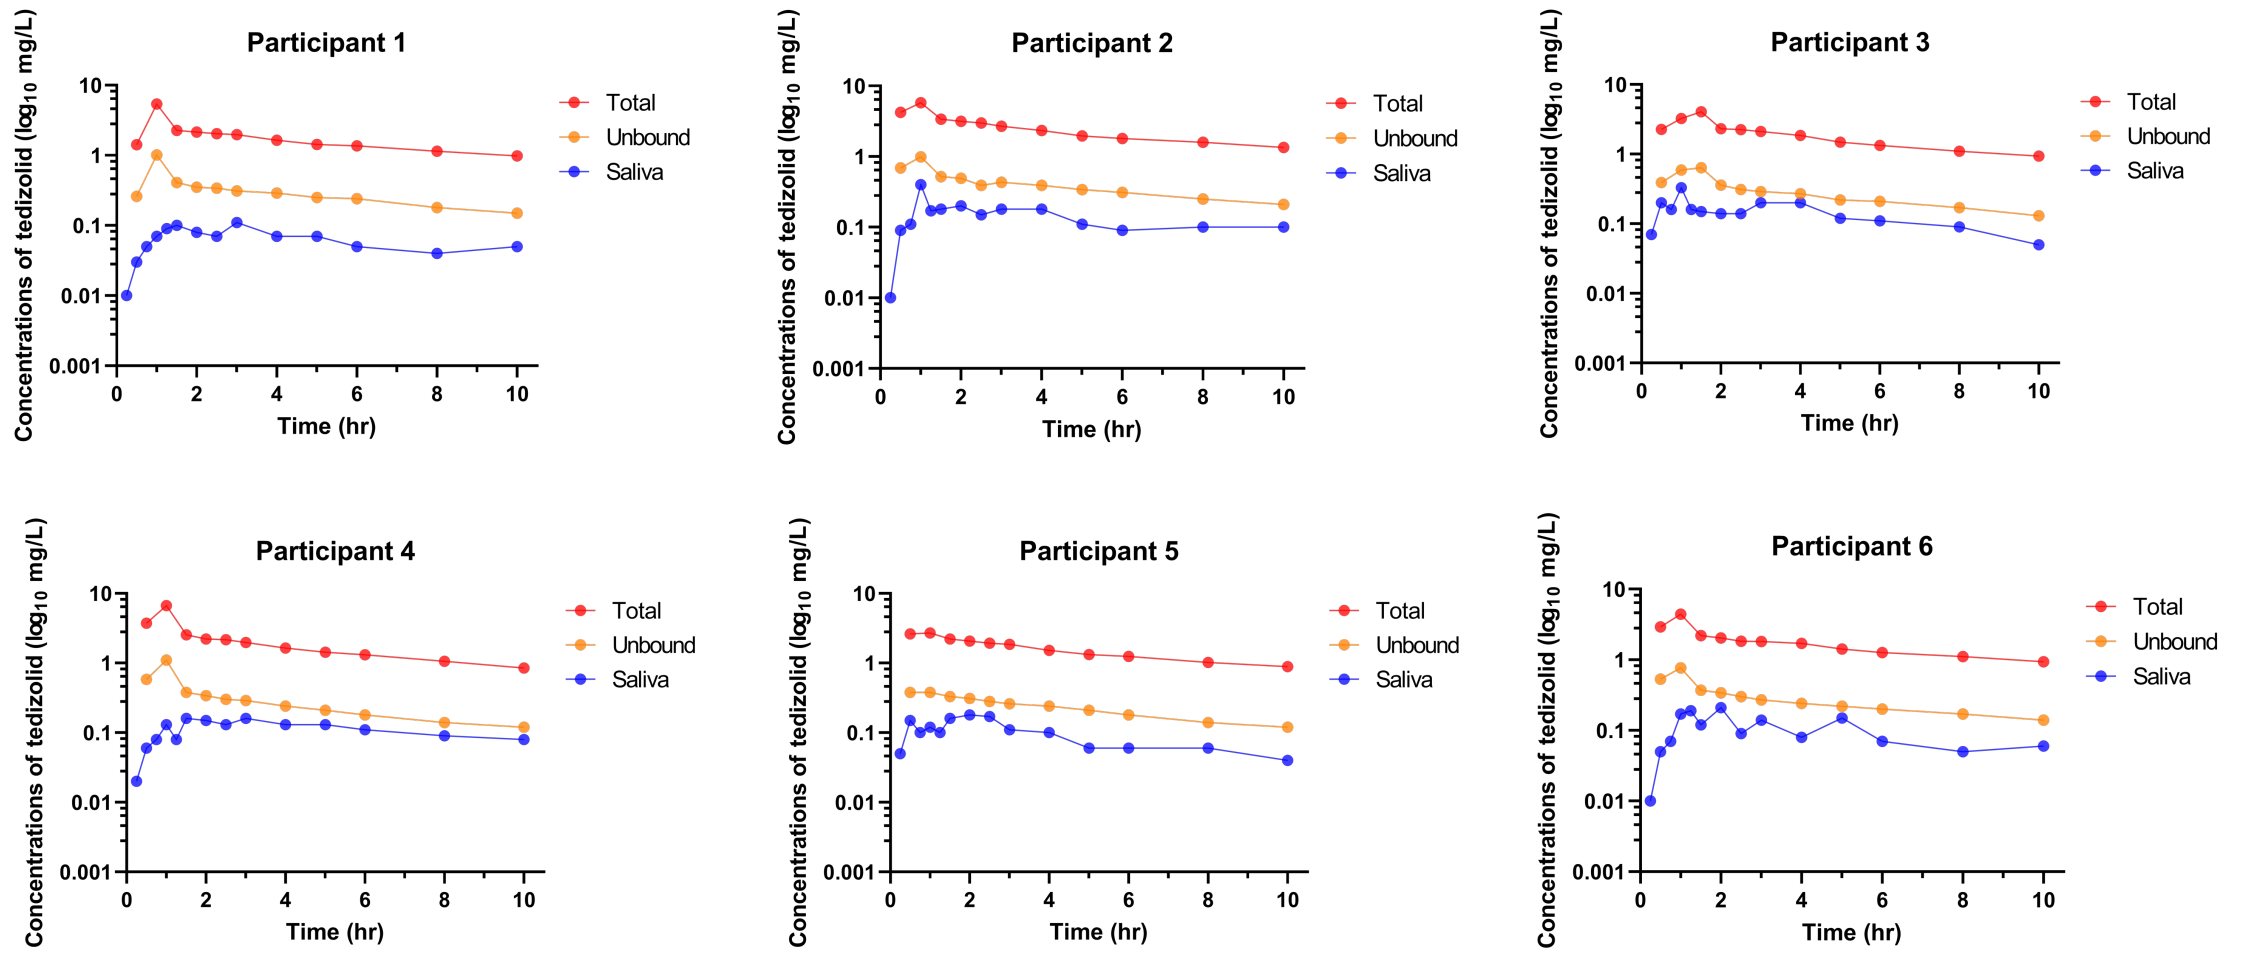 Participant 1
Concentrations of tedizolid (log10 mg/L)
10
1
0.1
0.01
0.001
0 2 4 6 8 10
Time (hr)
Total
Unbound
Saliva
Participant 2
Concentrations of tedizolid (log10 mg/L)
10
1
0.1
0.01
0.001
0 2 4 6 8 10
Time (hr)
Total
Unbound
Saliva
Participant 3
Concentrations of tedizolid (log10 mg/L)
10
1
0.1
0.01
0.001
0 2 4 6 8 10
Time (hr)
Total
Unbound
Saliva
Participant 4
Concentrations of tedizolid (log10 mg/L)
10
1
0.1
0.01
0.001
0 2 4 6 8 10
Time (hr)
Total
Unbound
Saliva
Participant 5
Concentrations of tedizolid (log10 mg/L)
10
1
0.1
0.01
0.001
0 2 4 6 8 10
Time (hr)
Total
Unbound
Saliva
Participant 6
Concentrations of tedizolid (log10 mg/L)
10
1
0.1
0.01
0.001
0 2 4 6 8 10
Time (hr)
Total
Unbound
Saliva